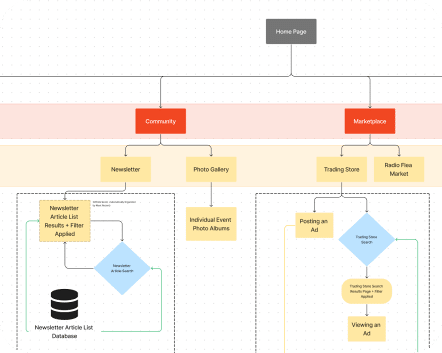 Home Page
Community
Marketplace
Newsletter
Photo Gallery
Trading Store
Radio Flea
Market
Newsletter
Article List
Results + Filter
Applied
Individual Event
Photo Albums
Posting an
Ad
Trading Store
Search
Newsletter
Article Search
Trading Store Search
Results Page + Filter
Applied
Newsletter Article List
Database
Viewing an
Ad